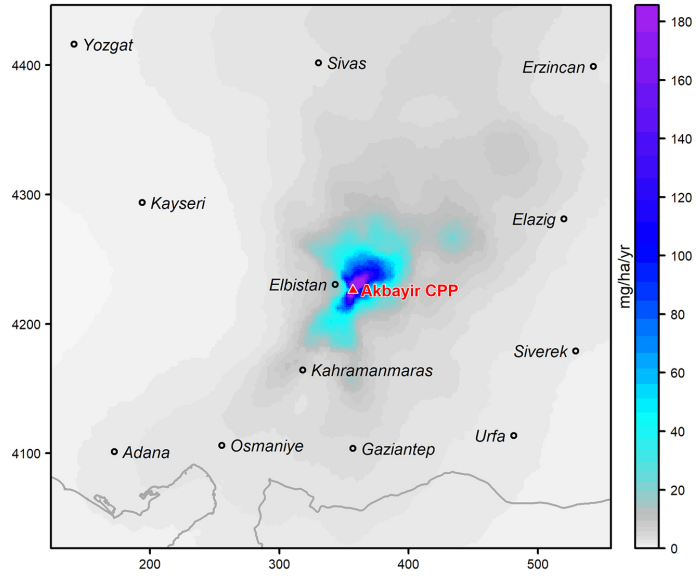 180
Yozgat
4400
Sivas
Erzincan
160
140
4300
Kayseri
Elazig
120
mg/ha/yr
100
Elbistan
Akbayir CPP
4200
80
Siverek
60
Kahramanmaras
40
Urfa
4100
Adana
Osmaniye
Gaziantep
20
0
200
300
400
500